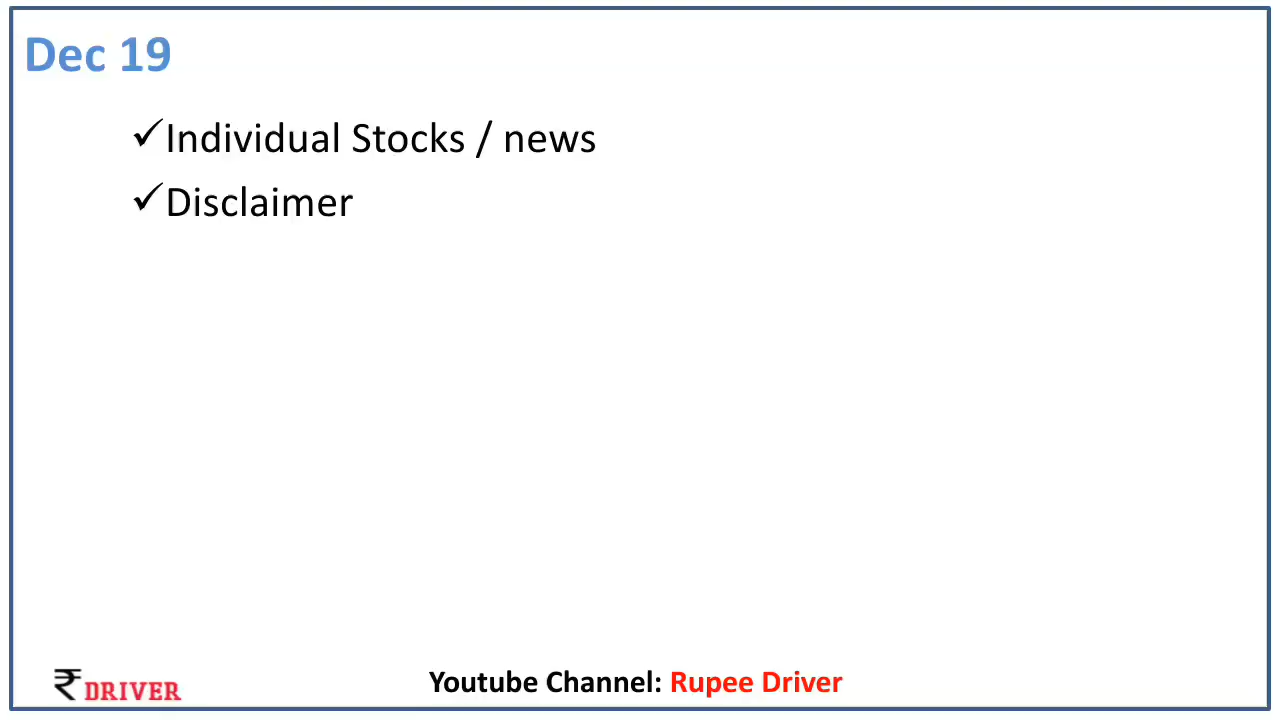 Dec 19
✓Individual Stocks / news
✓Disclaimer
₹ DRIVER
Youtube Channel: Rupee Driver